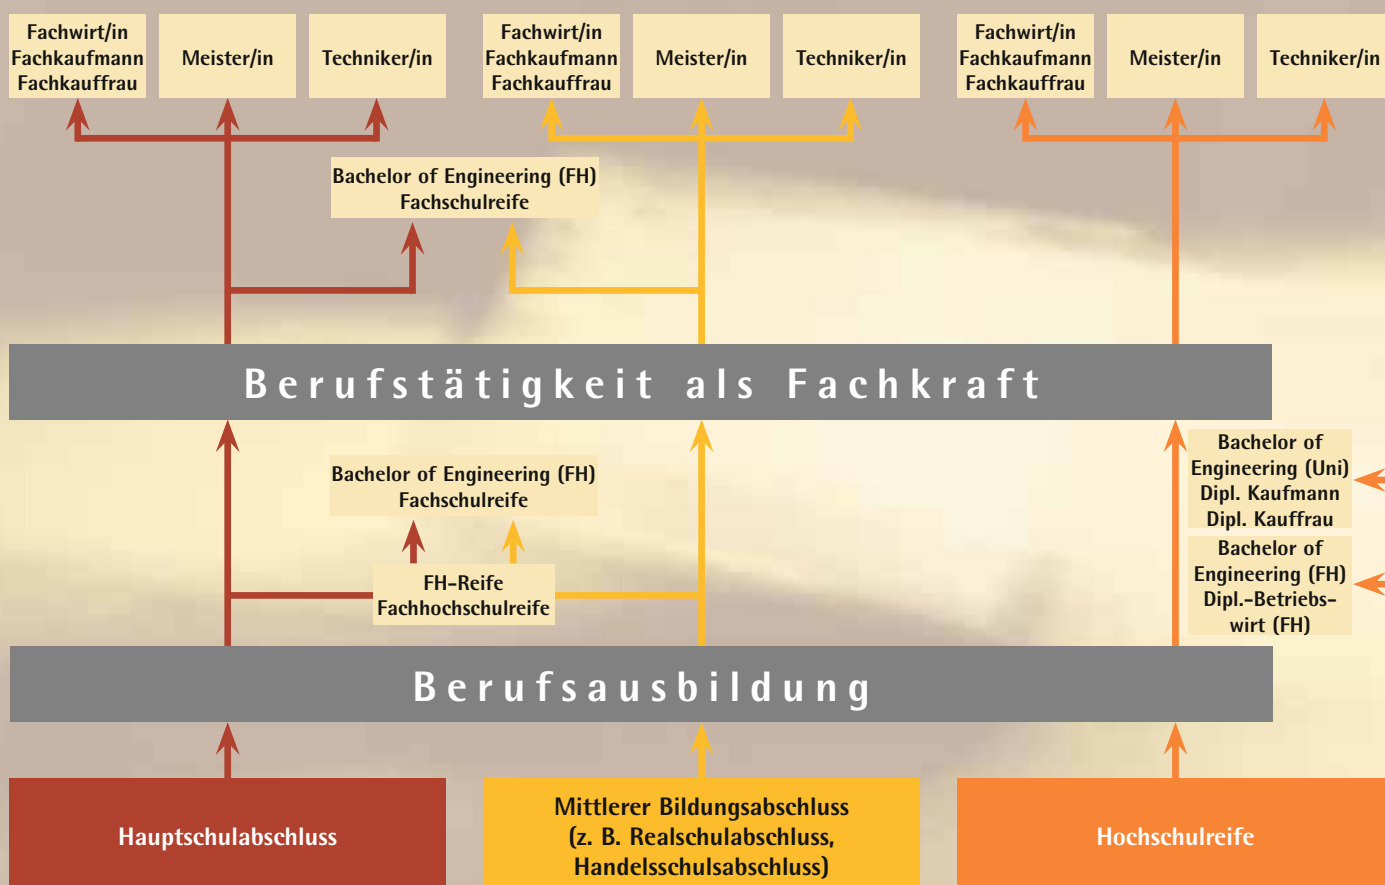 Fachwirt/in
Fachkaufmann
Fachkauffrau
Meister/in
Techniker/in
Fachwirt/in
Fachkaufmann
Fachkauffrau
Meister/in
Techniker/in
Fachwirt/in
Fachkaufmann
Fachkauffrau
Meister/in
Techniker/in
Bachelor of Engineering (FH)
Fachschulreife
Berufstätigkeit als Fachkraft
Bachelor of Engineering (FH)
Fachschulreife
FH-Reife
Fachhochschulreife
Bachelor of
Engineering (Uni)
Dipl. Kaufmann
Dipl. Kauffrau
Bachelor of
Engineering (FH)
Dipl.-Betriebs-
wirt (FH)
Berufsausbildung
Hauptschulabschluss
Mittlerer Bildungsabschluss
(z. B. Realschulabschluss,
Handelsschulsabschluss)
Hochschulreife